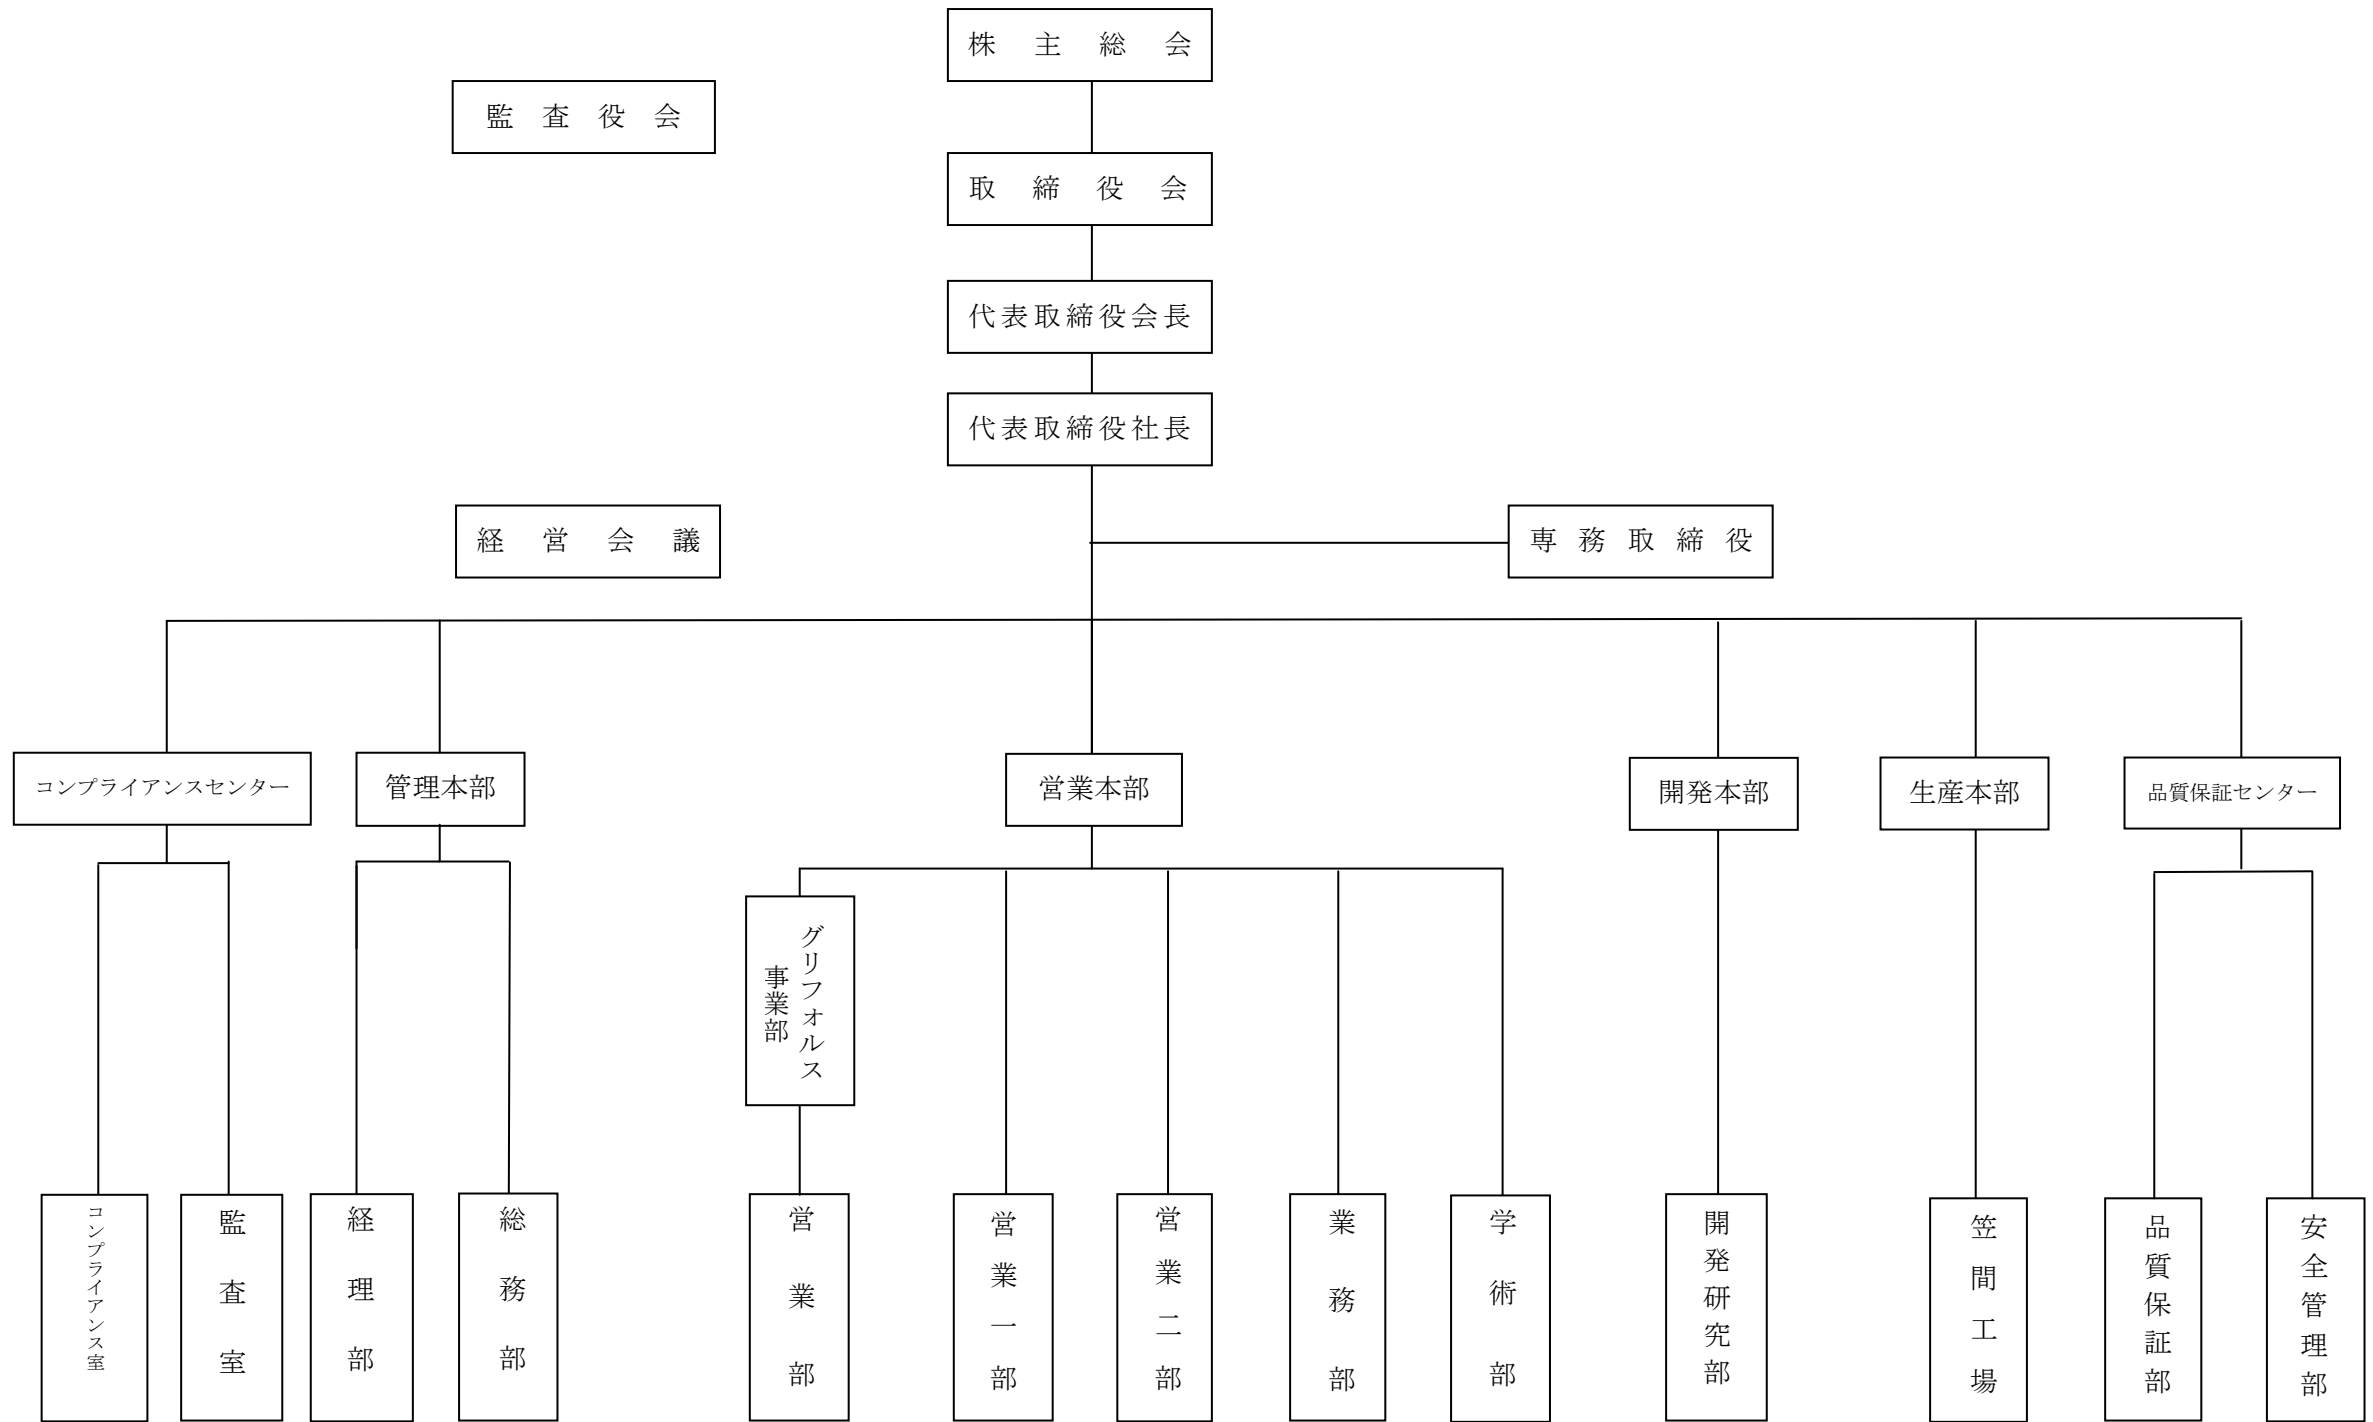 株主総会
監査役会
取締役会
代表取締役会長
代表取締役社長
経営会議
専務取締役
コンプライアンスセンター
管理本部
営業本部
開発本部
生産本部
品質保証センター
グリフォルス
事業部
コンプライアンス室
監査室
経理部
総務部
営業部
営業一部
営業二部
業務部
学術部
開発研究部
笠間工場
品質保証部
安全管理部